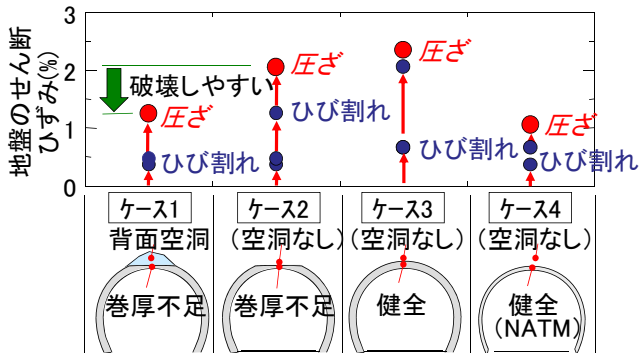 地盤のせん断
ひずみ(%)
3
2
1
0
破壊しやすい
圧ざ
ひび割れ
圧ざ
ひび割れ
圧ざ
ひび割れ
圧ざ
ひび割れ
ケース1
背面空洞
巻厚不足
ケース2
(空洞なし)
巻厚不足
ケース3
(空洞なし)
健全
ケース4
(空洞なし)
健全
(NATM)